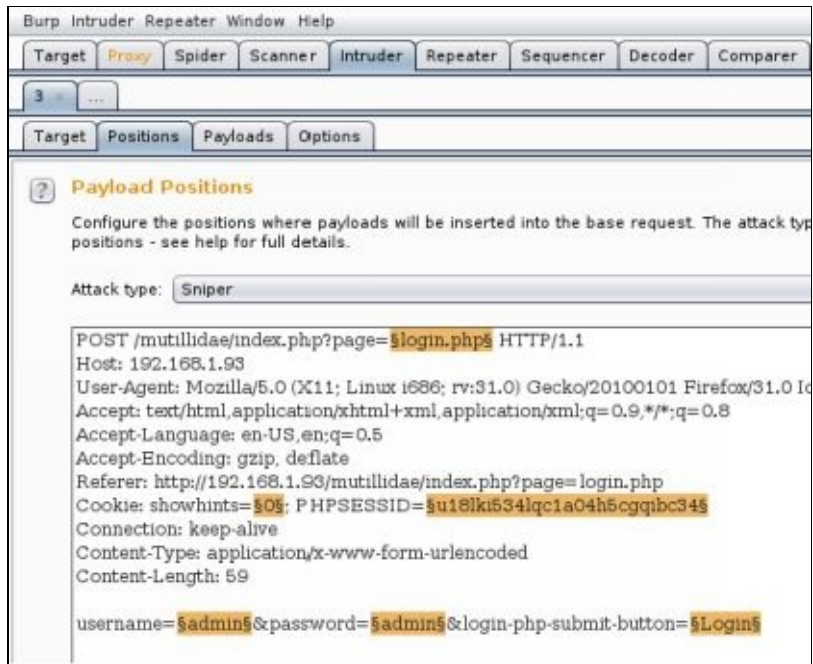 Burp Intruder Repeater Window Help
Target Proxy Spider Scanner Intruder Repeater Sequencer Decoder Comparer
3 × ...
Target Positions Payloads Options
? Payload Positions
Configure the positions where payloads will be inserted into the base request. The attack typ
positions - see help for full details.
Attack type: Sniper
POST /mutillidae/index.php?page=§login.php§ HTTP/1.1
Host: 192.168.1.93
User-Agent: Mozilla/5.0 (X11; Linux i686; rv:31.0) Gecko/20100101 Firefox/31.0 Ic
Accept: text/html,application/xhtml+xml,application/xml;q=0.9,*/*;q=0.8
Accept-Language: en-US,en;q=0.5
Accept-Encoding: gzip, deflate
Referer: http://192.168.1.93/mutillidae/index.php?page=login.php
Cookie: showhints=§0§; PHPSESSID=§u18lki534lqc1a04h5cgqibc34§
Connection: keep-alive
Content-Type: application/x-www-form-urlencoded
Content-Length: 59
username=§admin§&password=§admin§&login-php-submit-button=§Login§